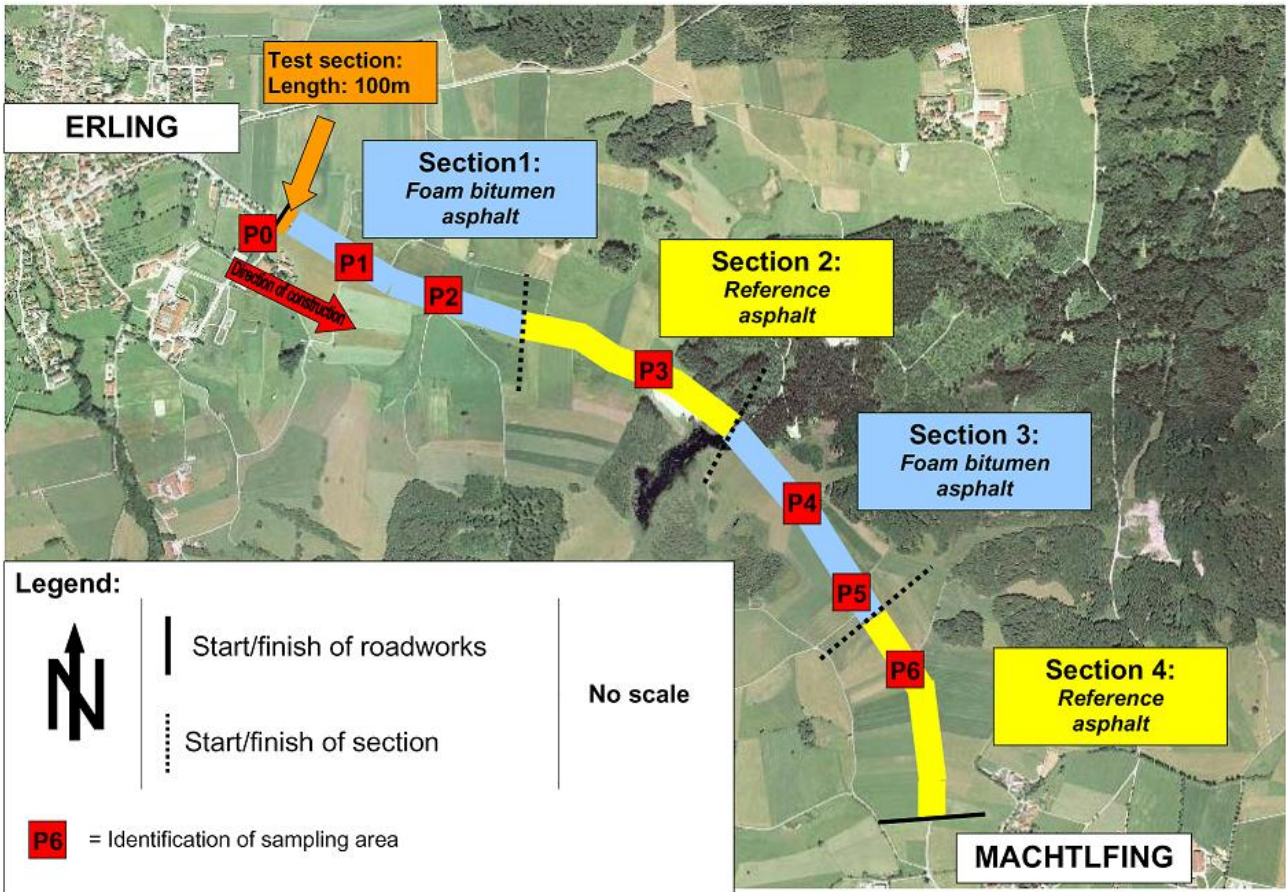 Test section:
Length: 100m
ERLING
Section1:
Foam bitumen
asphalt
P0
P1
P2
Direction of construction
Section 2:
Reference
asphalt
P3
Section 3:
Foam bitumen
asphalt
P4
P5
P6
Section 4:
Reference
asphalt
MACHTLFING
Legend:
N
Start/finish of roadworks
Start/finish of section
No scale
P6 = Identification of sampling area